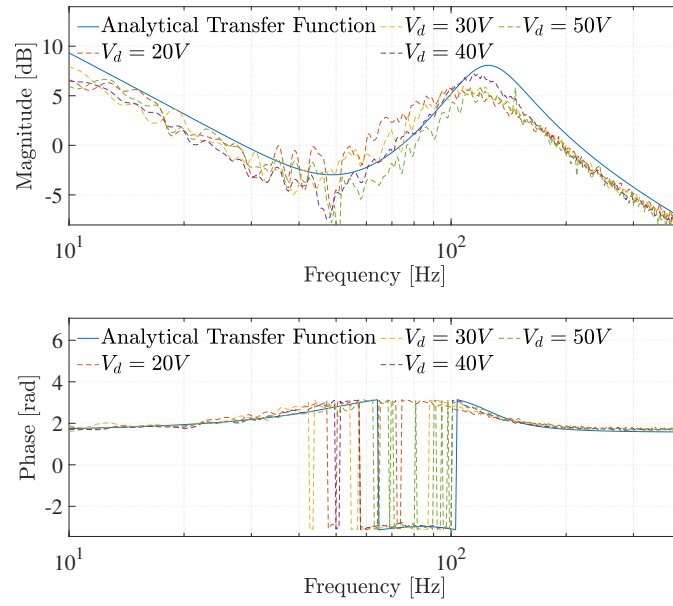 Analytical Transfer Function V_d = 30V V_d = 50V
V_d = 20V V_d = 40V
10
5
0
-5
Magnitude [dB]
10^1 10^2
Frequency [Hz]
Analytical Transfer Function V_d = 30V V_d = 50V
V_d = 20V V_d = 40V
6
4
2
0
-2
Phase [rad]
10^1 10^2
Frequency [Hz]